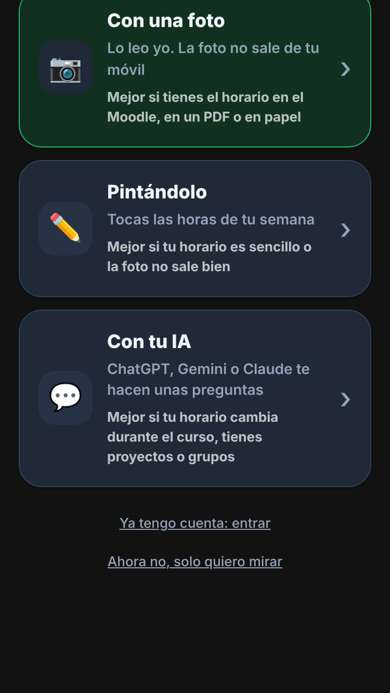 Con una foto
Lo leo yo. La foto no sale de tu
móvil
Mejor si tienes el horario en el
Moodle, en un PDF o en papel
Pintándolo
Tocas las horas de tu semana
Mejor si tu horario es sencillo o
la foto no sale bien
Con tu IA
ChatGPT, Gemini o Claude te
hacen unas preguntas
Mejor si tu horario cambia
durante el curso, tienes
proyectos o grupos
Ya tengo cuenta: entrar
Ahora no, solo quiero mirar